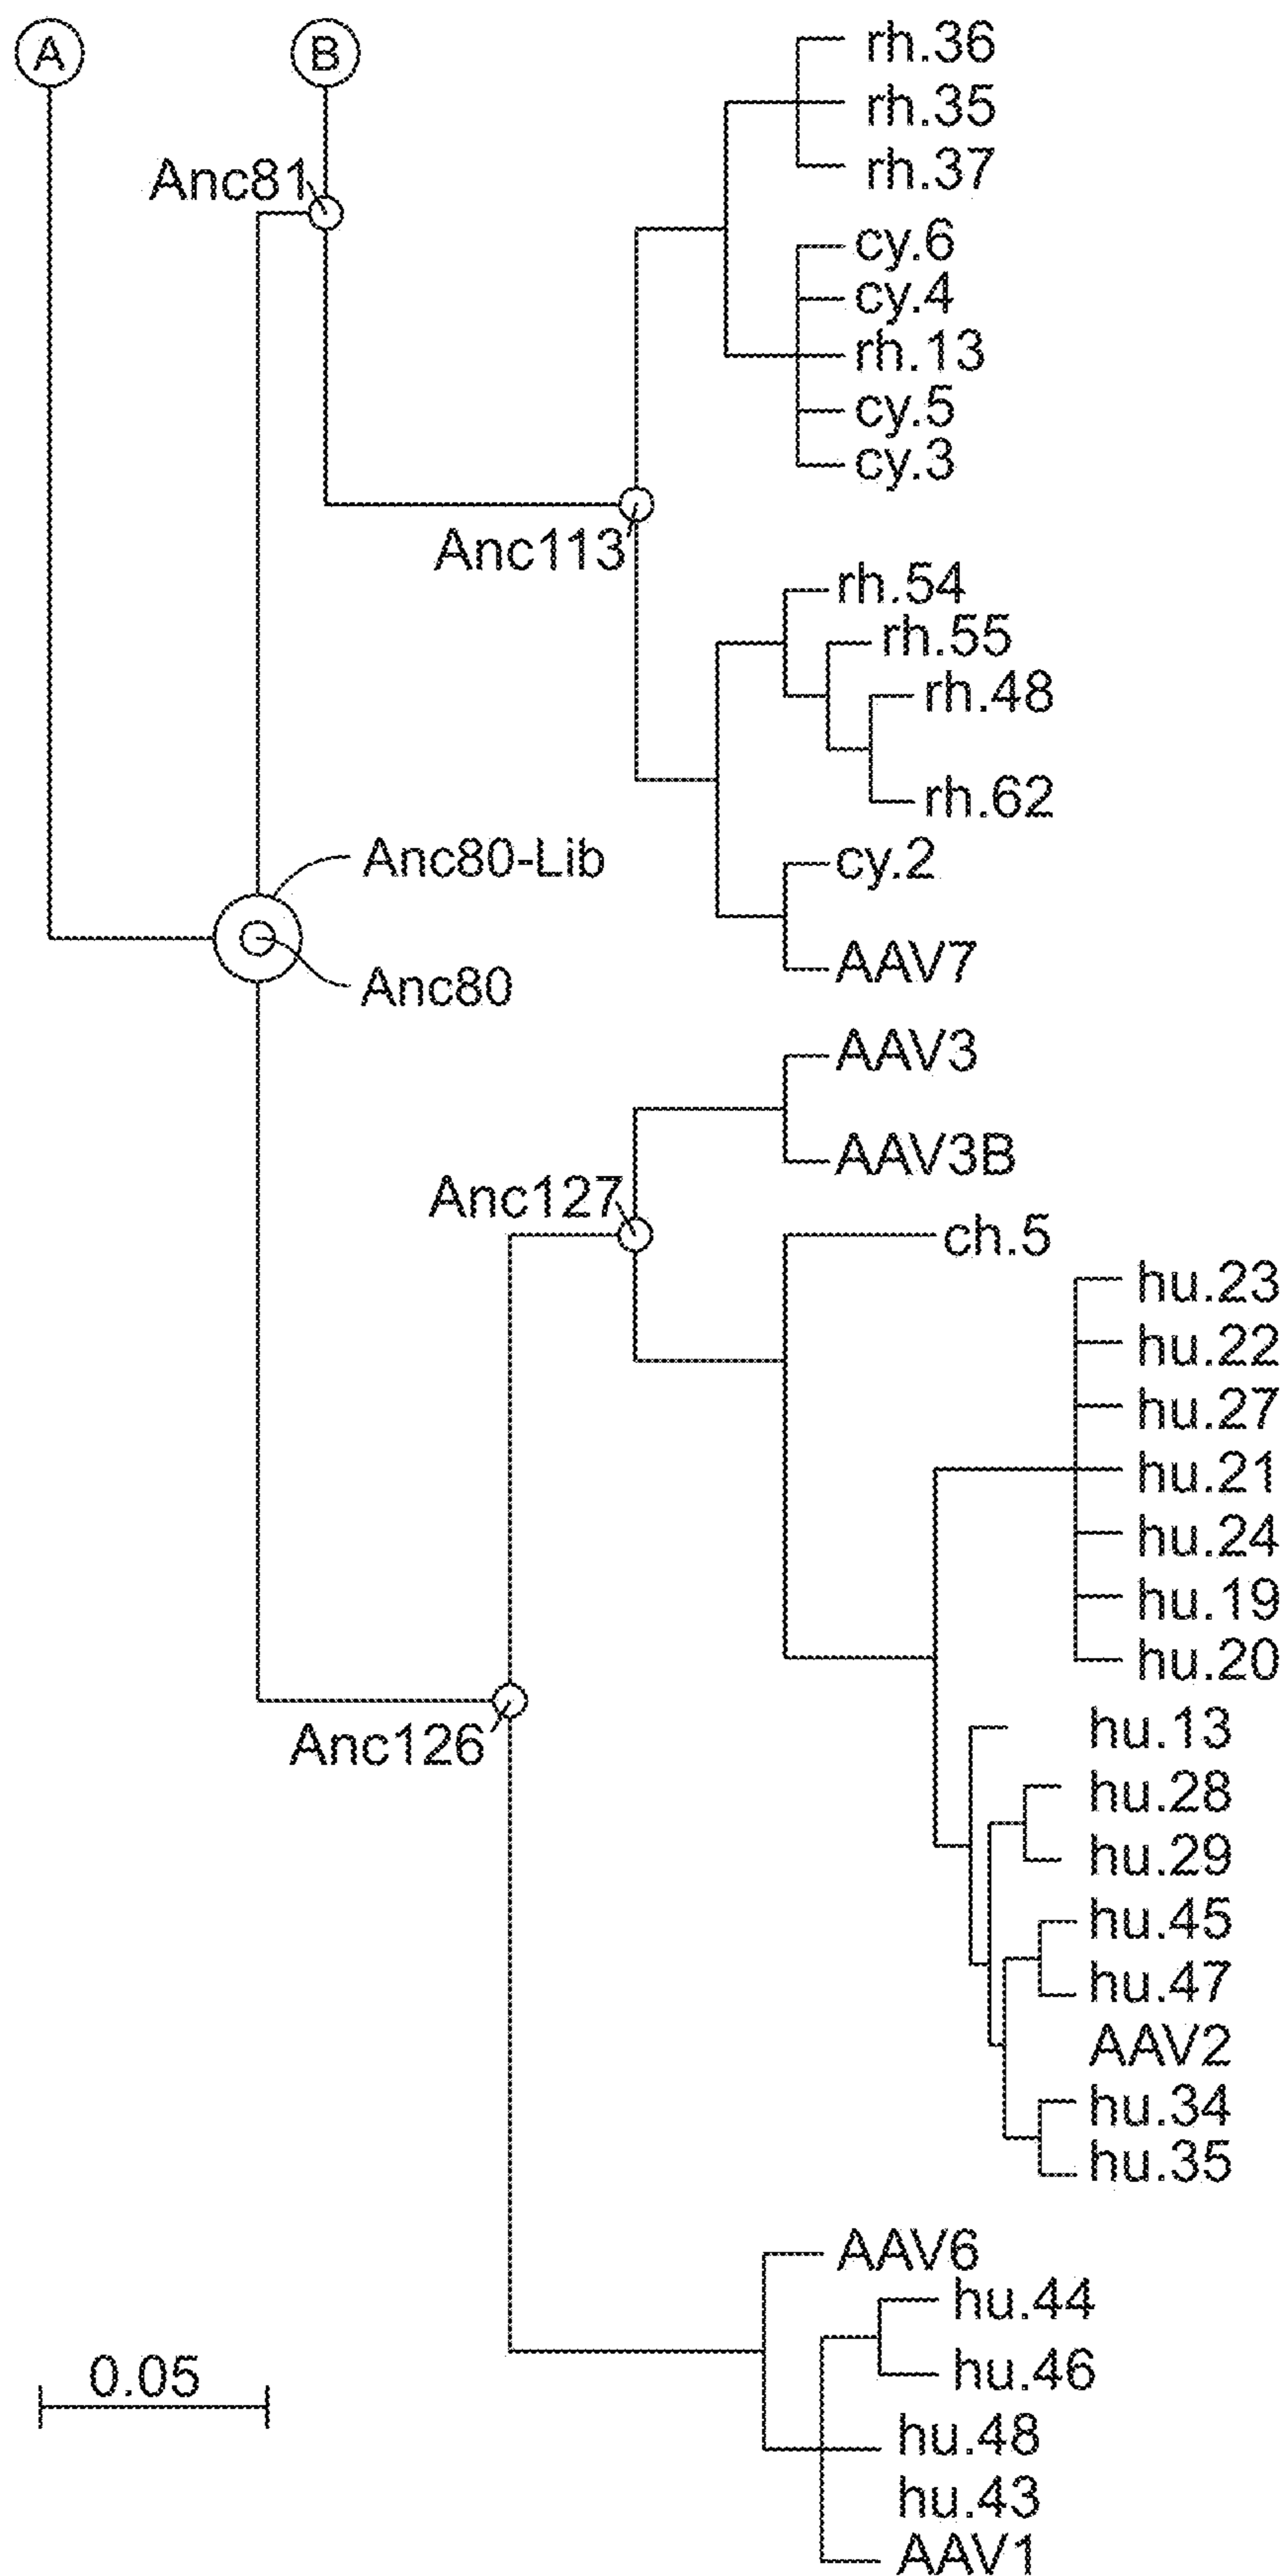 A
B
rh.36
rh.35
Anc81
rh.37
cy.6
cy.4
rh.13
cy.5
cy.3
Anc113
rh.54
rh.55
rh.48
rh.62
Anc80-Lib
cy.2
Anc80
AAV7
AAV3
AAV3B
Anc127
ch.5
hu.23
hu.22
hu.27
hu.21
hu.24
hu.19
hu.20
hu.13
Anc126
hu.28
hu.29
hu.45
hu.47
AAV2
hu.34
hu.35
AAV6
hu.44
hu.46
0.05
hu.48
hu.43
AAV1